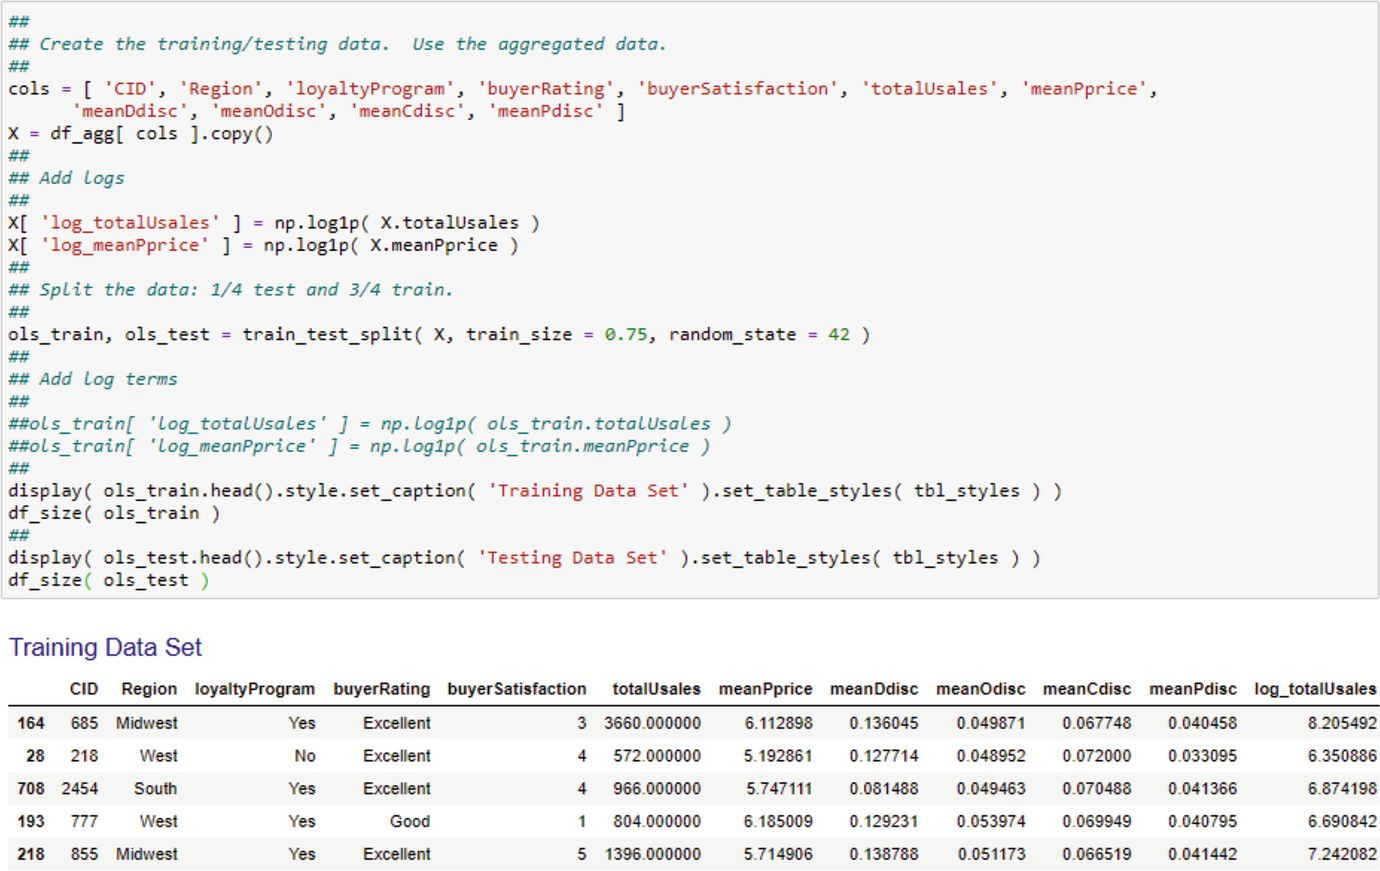 ##
## Create the training/testing data.  Use the aggregated data.
##
cols = [ 'CID', 'Region', 'loyaltyProgram', 'buyerRating', 'buyerSatisfaction', 'totalUsales', 'meanPprice',
      'meanDdisc', 'meanOdisc', 'meanCdisc', 'meanPdisc' ]
X = df_agg[ cols ].copy()
##
## Add logs
##
X[ 'log_totalUsales' ] = np.log1p( X.totalUsales )
X[ 'log_meanPprice' ] = np.log1p( X.meanPprice )
##
## Split the data: 1/4 test and 3/4 train.
##
ols_train, ols_test = train_test_split( X, train_size = 0.75, random_state = 42 )
##
## Add log terms
##
##ols_train[ 'log_totalUsales' ] = np.log1p( ols_train.totalUsales )
##ols_train[ 'log_meanPprice' ] = np.log1p( ols_train.meanPprice )
##
display( ols_train.head().style.set_caption( 'Training Data Set' ).set_table_styles( tbl_styles ) )
df_size( ols_train )
##
display( ols_test.head().style.set_caption( 'Testing Data Set' ).set_table_styles( tbl_styles ) )
df_size( ols_test )
Training Data Set
CID Region loyaltyProgram buyerRating buyerSatisfaction totalUsales meanPprice meanDdisc meanOdisc meanCdisc meanPdisc log_totalUsales
164 685 Midwest Yes Excellent 3 3660.000000 6.112898 0.136045 0.049871 0.067748 0.040458 8.205492
28 218 West No Excellent 4 572.000000 5.192861 0.127714 0.048952 0.072000 0.033095 6.350886
708 2454 South Yes Excellent 4 966.000000 5.747111 0.081488 0.049463 0.070488 0.041366 6.874198
193 777 West Yes Good 1 804.000000 6.185009 0.129231 0.053974 0.069949 0.040795 6.690842
218 855 Midwest Yes Excellent 5 1396.000000 5.714906 0.138788 0.051173 0.066519 0.041442 7.242082